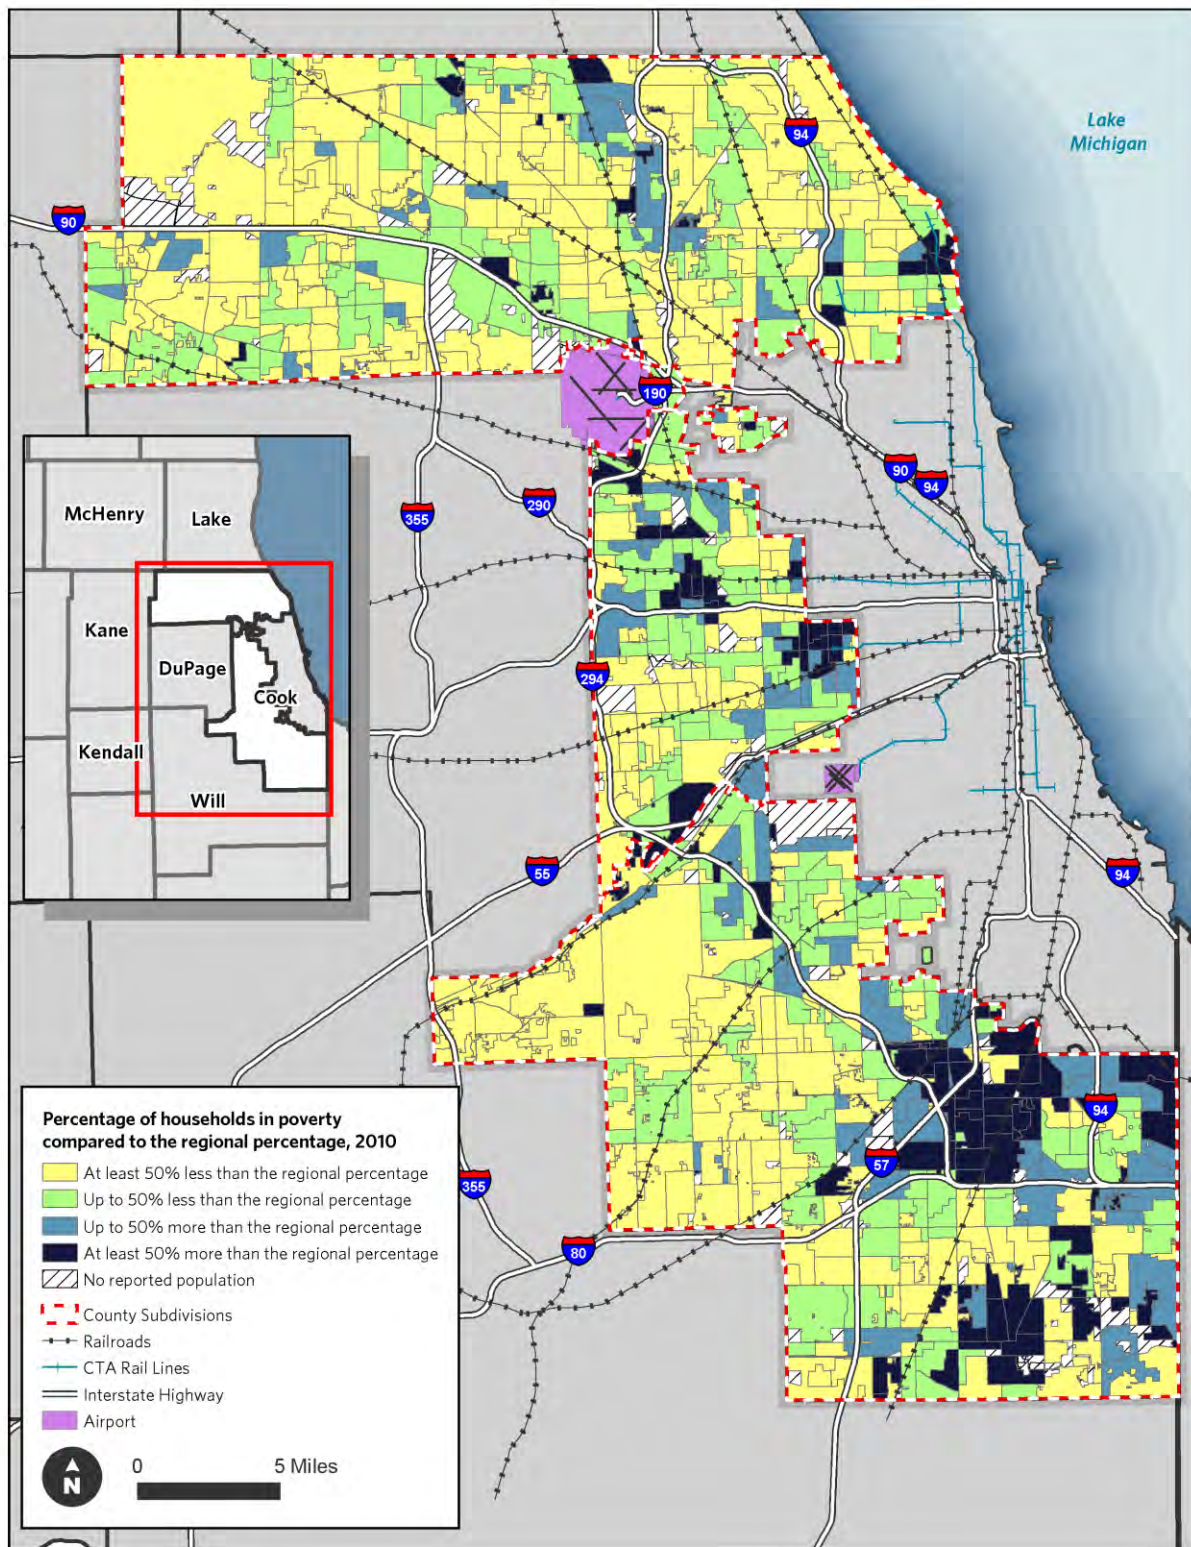 Lake
Michigan
94
90
190
90
94
290
355
McHenry
Lake
Kane
DuPage
Cook
Kendall
Will
294
55
94
94
57
355
80
Percentage of households in poverty
compared to the regional percentage, 2010
At least 50% less than the regional percentage
Up to 50% less than the regional percentage
Up to 50% more than the regional percentage
At least 50% more than the regional percentage
No reported population
County Subdivisions
Railroads
CTA Rail Lines
Interstate Highway
Airport
N
0 5 Miles